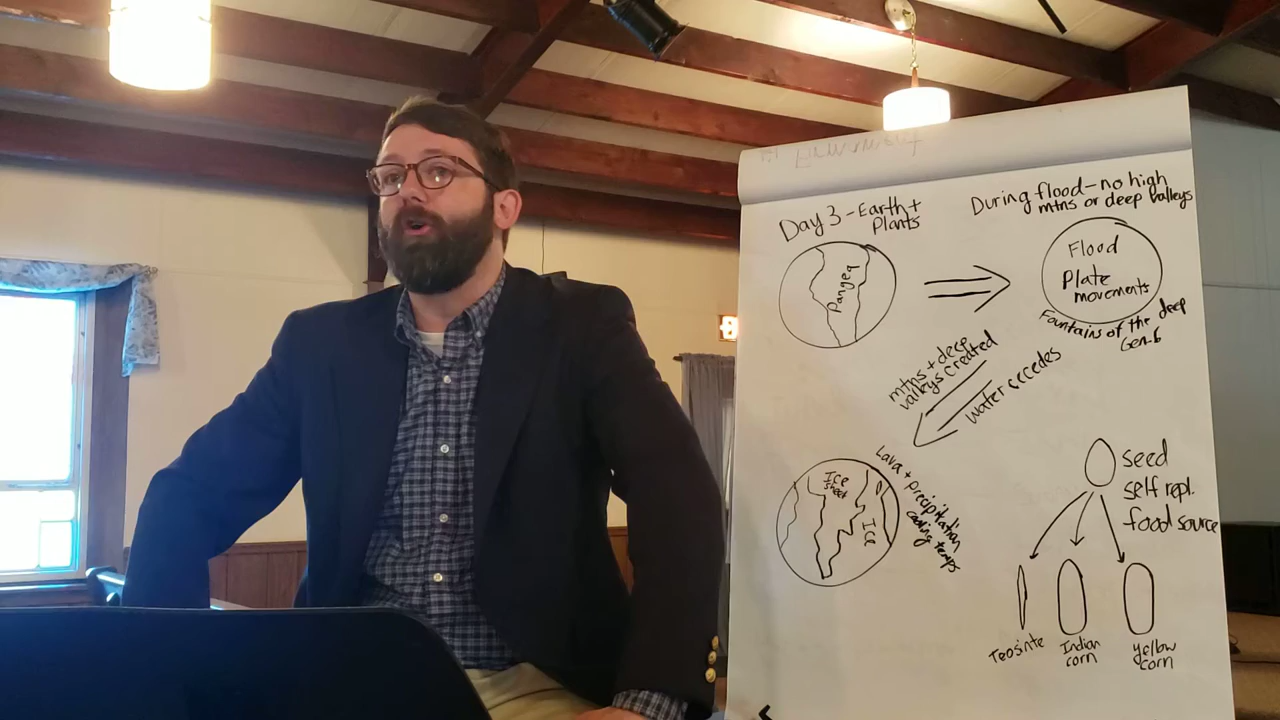 Day 3 - Earth +
Plants
Pangea
During flood - no high
mtns or deep valleys
Flood
Plate
movements
Fountains of the deep
Gen. 6
mtns + deep
valleys created
Water recedes
Lava + precipitation
cooling temps
Ice
sheet
Ice
seed
self repl.
food source
Teosinte
Indian
corn
Yellow
corn